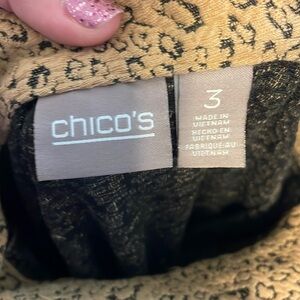 chico's
3
MADE IN
VIETNAM
HECHO EN
VIETNAM
FABRIQUÉ AU
VIETNAM